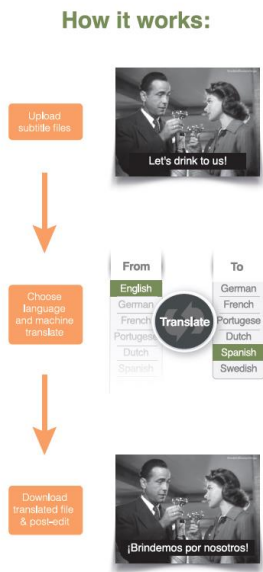 How it works:
Upload
subtitle files
Let's drink to us!
Choose
language
and machine
translate
From
English
German
French
Portugese
Dutch
Spanish
Translate
To
German
French
Portugese
Dutch
Spanish
Swedish
Download
translated file
& post-edit
¡Brindemos por nosotros!